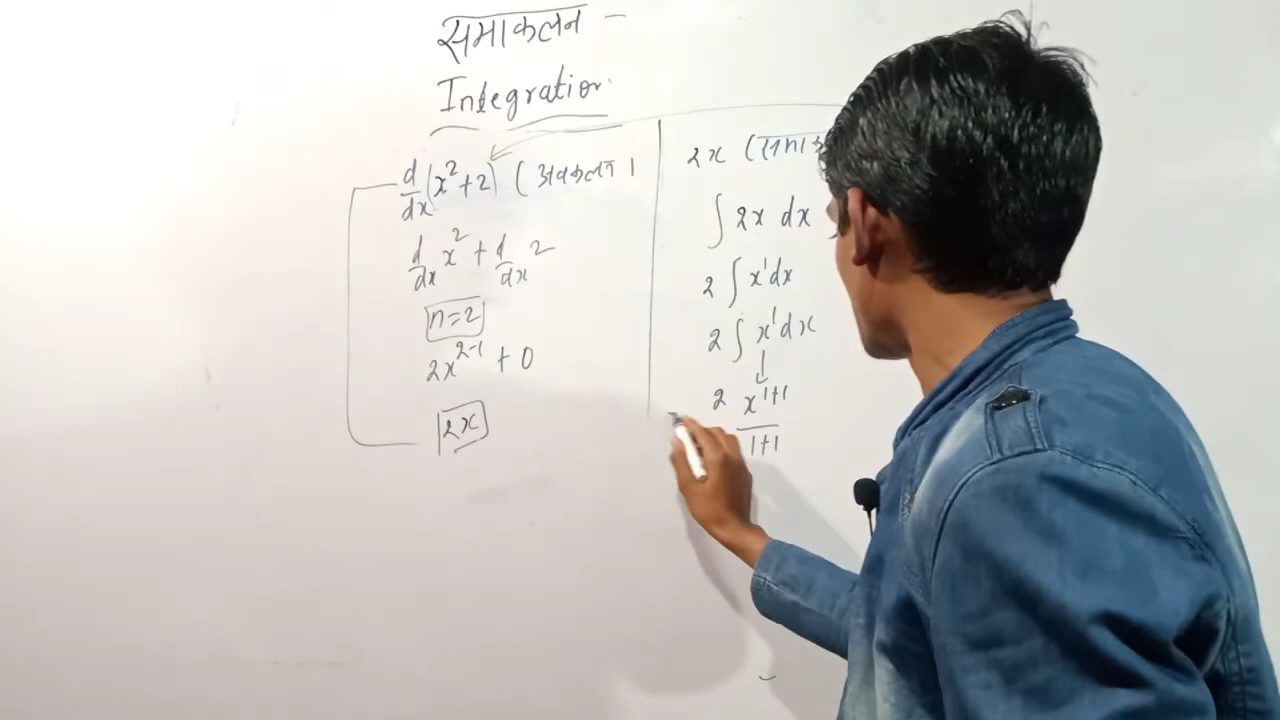 समाकलन –
Integration
d/dx (x²+2) ( अवकलन )
d/dx x² + d/dx 2
n=2
2x²⁻¹ + 0
2x
2x
∫ 2x dx
2 ∫ x¹dx
2 ∫ x¹dx
2 x¹⁺¹
1+1